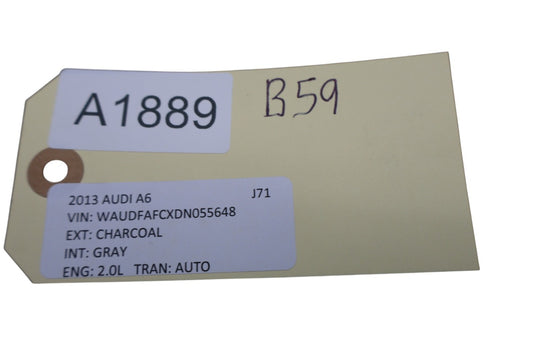 A1889 B59
2013 AUDI A6 J71
VIN: WAUDFAFCXDN055648
EXT: CHARCOAL
INT: GRAY
ENG: 2.0L TRAN: AUTO